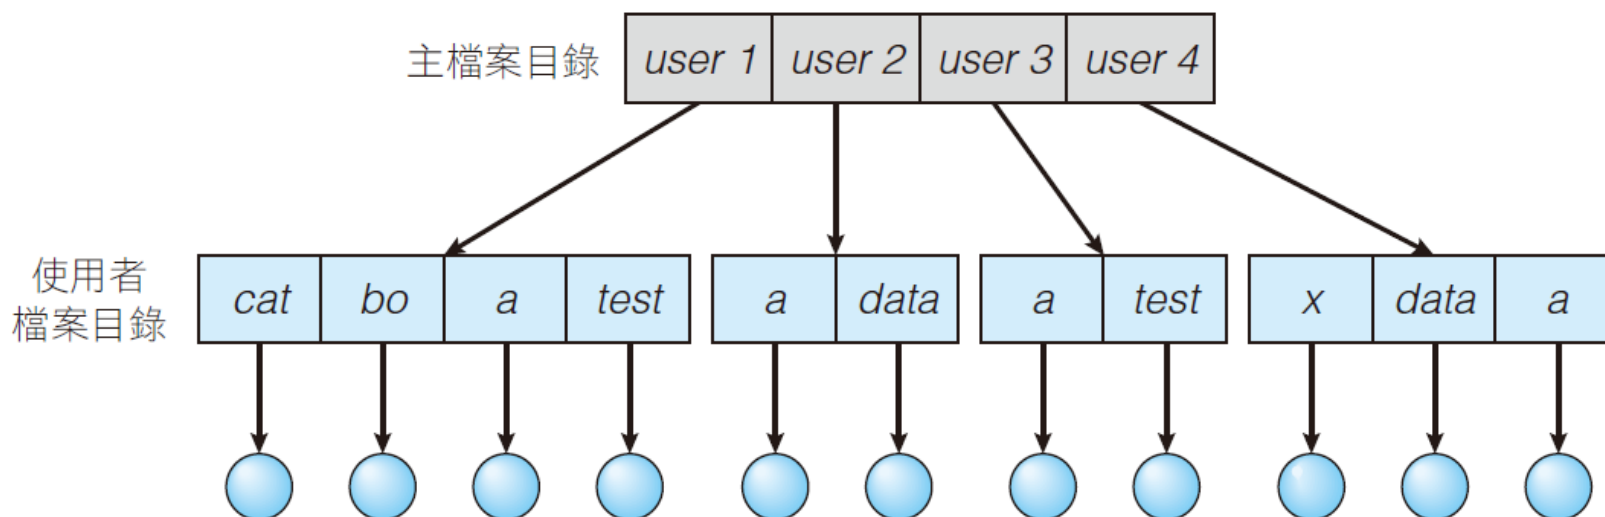 主檔案目錄 user 1 user 2 user 3 user 4
使用者
檔案目錄
cat bo a test a data a test x data a